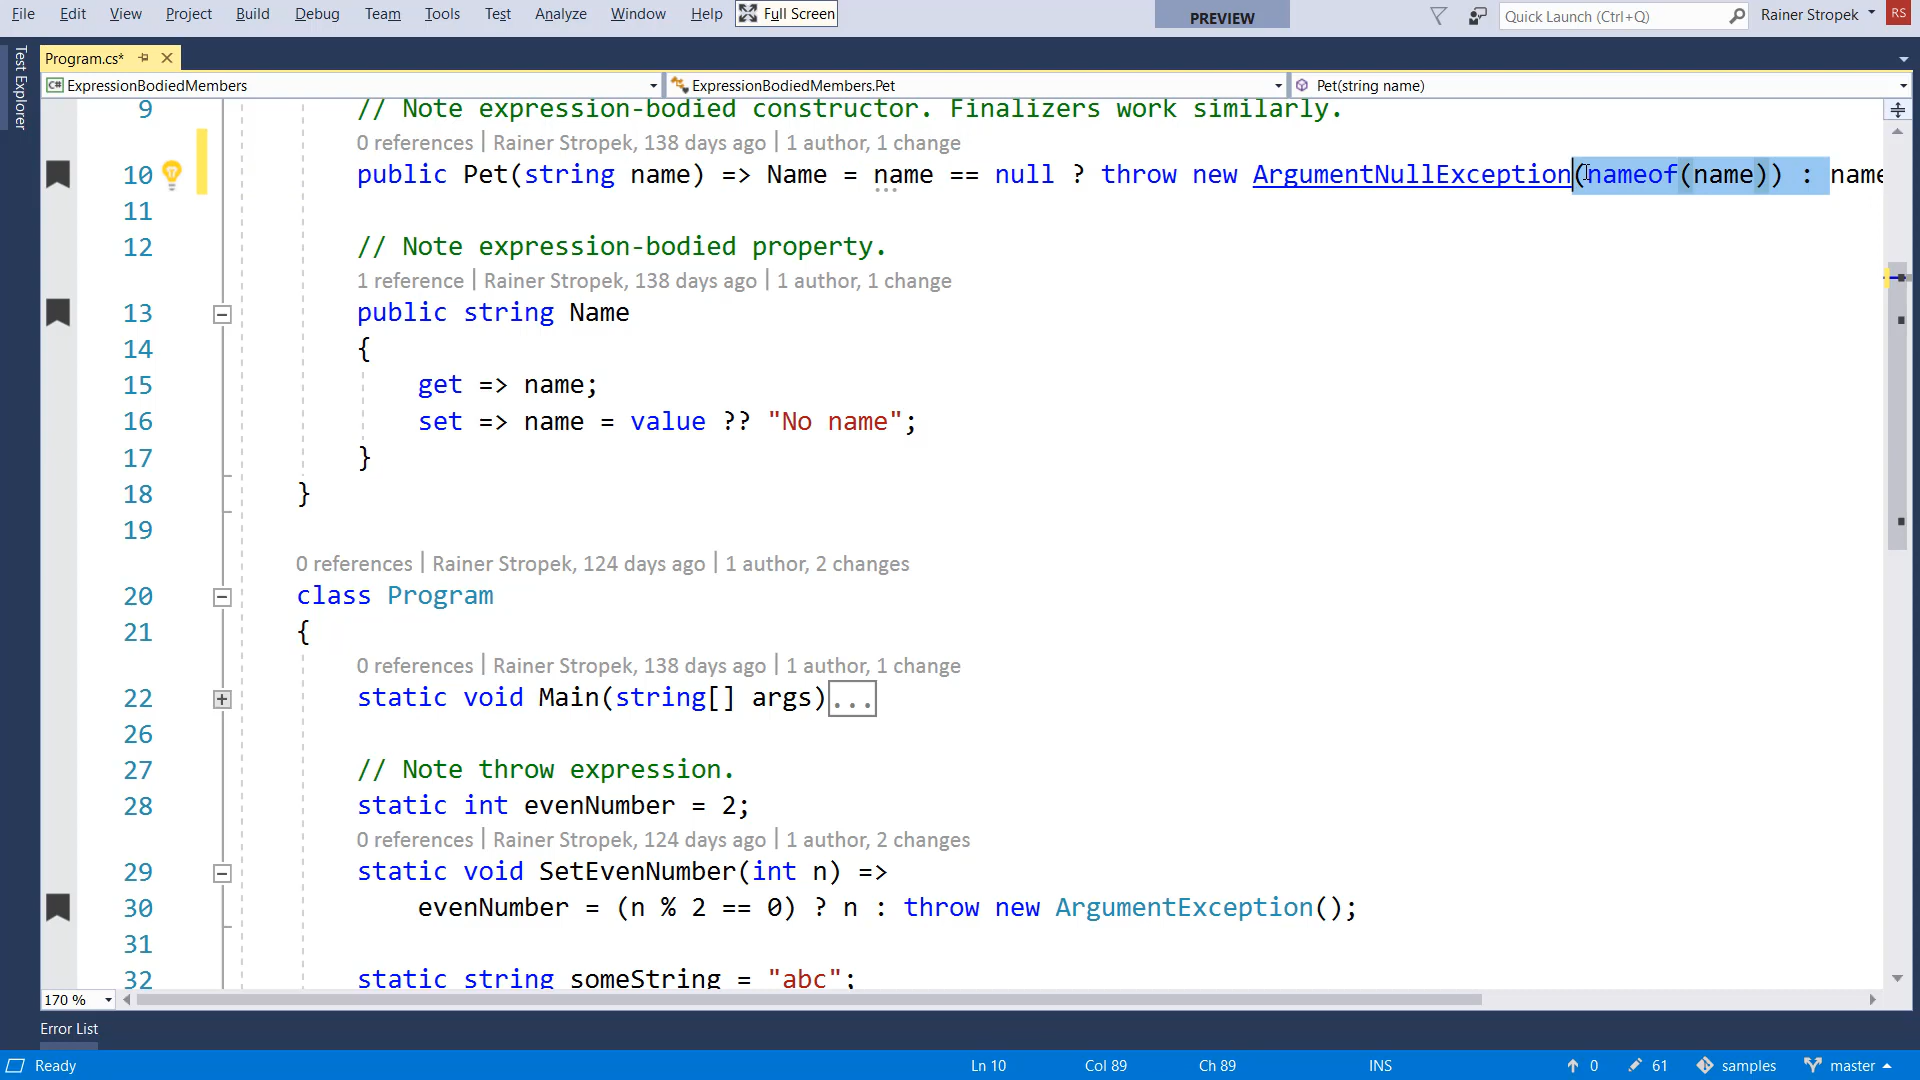 File Edit View Project Build Debug Team Tools Test Analyze Window Help Full Screen PREVIEW Quick Launch (Ctrl+Q) Rainer Stropek RS
Test Explorer
Program.cs*
C# ExpressionBodiedMembers ExpressionBodiedMembers.Pet Pet(string name)
9 // Note expression-bodied constructor. Finalizers work similarly.
0 references | Rainer Stropek, 138 days ago | 1 author, 1 change
10 public Pet(string name) => Name = name == null ? throw new ArgumentNullException(nameof(name)) : name
11
12 // Note expression-bodied property.
1 reference | Rainer Stropek, 138 days ago | 1 author, 1 change
13 public string Name
14 {
15 get => name;
16 set => name = value ?? "No name";
17 }
18 }
19
0 references | Rainer Stropek, 124 days ago | 1 author, 2 changes
20 class Program
21 {
0 references | Rainer Stropek, 138 days ago | 1 author, 1 change
22 static void Main(string[] args)...
26
27 // Note throw expression.
28 static int evenNumber = 2;
0 references | Rainer Stropek, 124 days ago | 1 author, 2 changes
29 static void SetEvenNumber(int n) =>
30 evenNumber = (n % 2 == 0) ? n : throw new ArgumentException();
31
32 static string someString = "abc";
170 %
Error List
Ready Ln 10 Col 89 Ch 89 INS 0 61 samples master